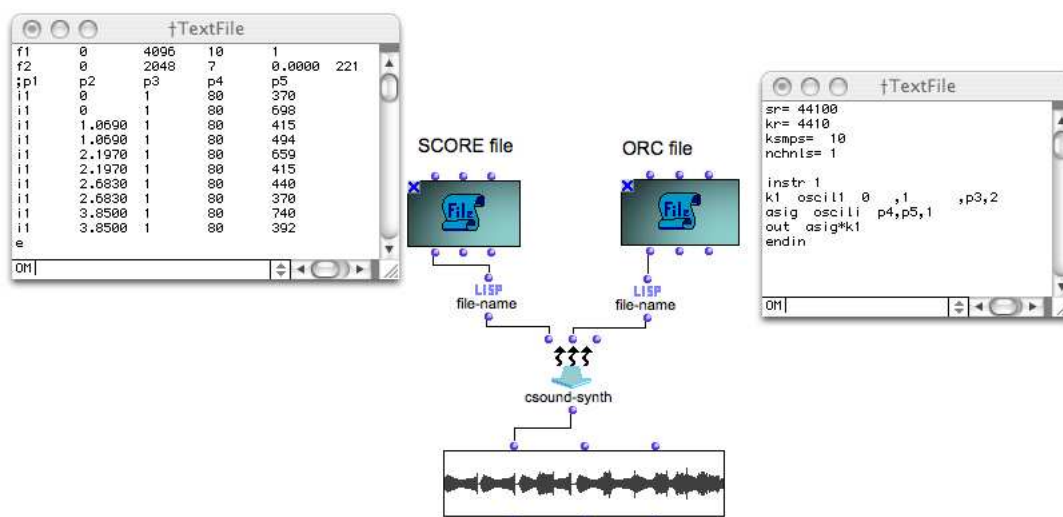 †TextFile
f1 0 4096 10 1
f2 0 2048 7 0.0000 221
;p1 p2 p3 p4 p5
i1 0 1 80 370
i1 0 1 80 698
i1 1.0690 1 80 415
i1 1.0690 1 80 494
i1 2.1970 1 80 659
i1 2.1970 1 80 415
i1 2.6830 1 80 440
i1 2.6830 1 80 370
i1 3.8500 1 80 740
i1 3.8500 1 80 392
e
OM
SCORE file
File
LISP
file-name
ORC file
File
LISP
file-name
csound-synth
†TextFile
sr= 44100
kr= 4410
ksmps= 10
nchnls= 1
instr 1
k1 oscil1 0 ,1 ,p3,2
asig oscili p4,p5,1
out asig*k1
endin
OM